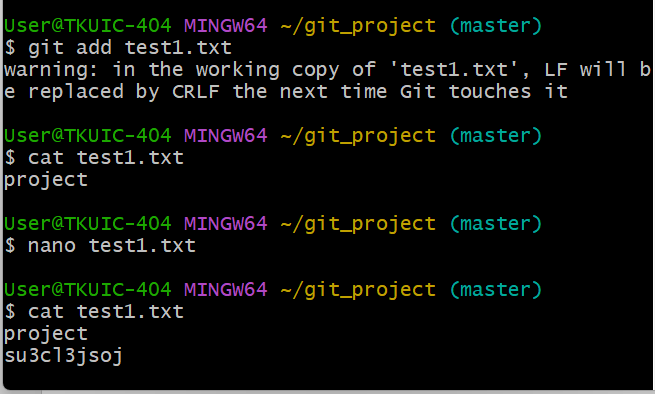 User@TKUIC-404 MINGW64 ~/git_project (master)
$ git add test1.txt
warning: in the working copy of 'test1.txt', LF will b
e replaced by CRLF the next time Git touches it
User@TKUIC-404 MINGW64 ~/git_project (master)
$ cat test1.txt
project
User@TKUIC-404 MINGW64 ~/git_project (master)
$ nano test1.txt
User@TKUIC-404 MINGW64 ~/git_project (master)
$ cat test1.txt
project
su3cl3jsoj